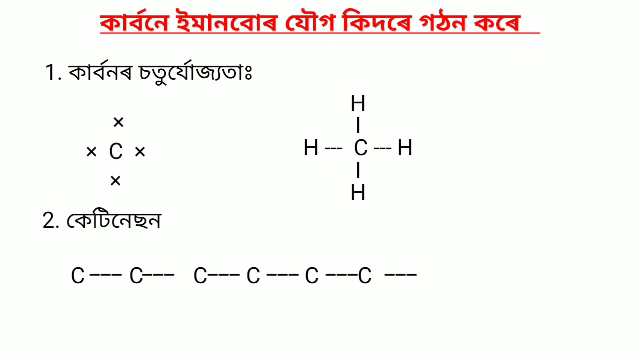 কাৰ্বনে ইমানবোৰ যৌগ কিদৰে গঠন কৰে
1. কাৰ্বনৰ চতুৰ্যোজ্যতাঃ
×
× C ×
×
H
|
H --- C --- H
|
H
2. কেটিনেছন
C --- C--- C--- C --- C ---C ---